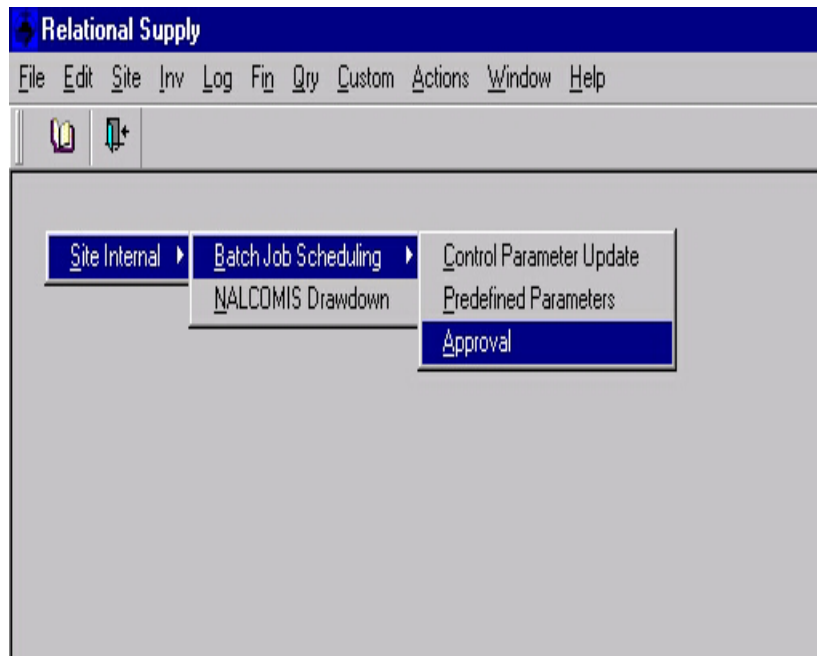 Relational Supply
File Edit Site Inv Log Fin Qry Custom Actions Window Help
Site Internal Batch Job Scheduling Control Parameter Update
NALCOMIS Drawdown Predefined Parameters
Approval